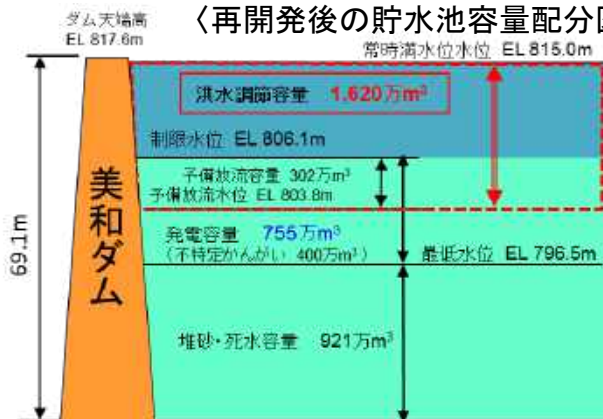 ダム天端高
EL 817.6m
〈再開発後の貯水池容量配分
常時満水位水位 EL 815.0m
洪水調節容量 1,620万m³
制限水位 EL 806.1m
予備放流容量 302万m³
予備放流水位 EL 803.8m
美和ダム
69.1m
発電容量 755万m³
(不特定かんがい 400万m³)
最低水位 EL 796.5m
堆砂・死水容量 921万m³